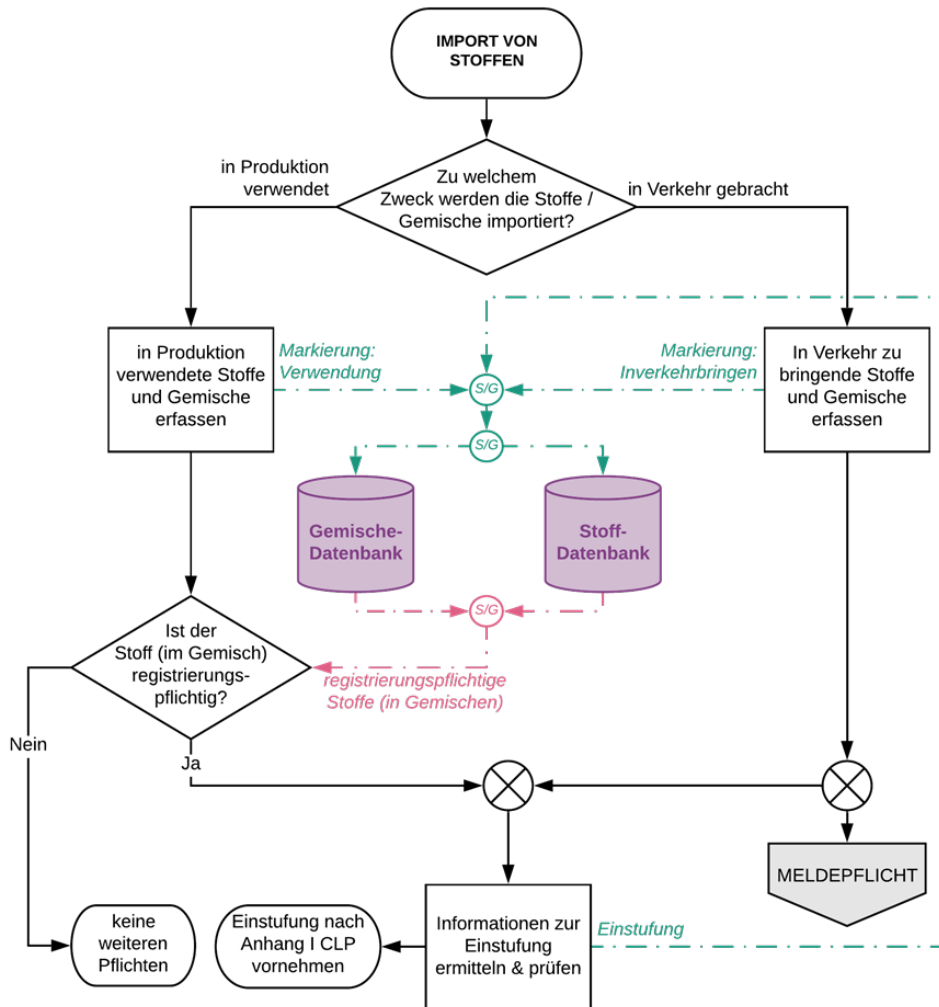 IMPORT VON
STOFFEN
Zu welchem
Zweck werden die Stoffe /
Gemische importiert?
in Produktion
verwendet
in Verkehr gebracht
in Produktion
verwendete Stoffe
und Gemische
erfassen
Markierung:
Verwendung
S/G
Markierung:
Inverkehrbringen
In Verkehr zu
bringende Stoffe
und Gemische
erfassen
S/G
Gemische-
Datenbank
Stoff-
Datenbank
S/G
Ist der
Stoff (im Gemisch)
registrierungs-
pflichtig?
registrierungspflichtige
Stoffe (in Gemischen)
Nein
Ja
MELDEPFLICHT
keine
weiteren
Pflichten
Einstufung nach
Anhang I CLP
vornehmen
Informationen zur
Einstufung
ermitteln & prüfen
Einstufung